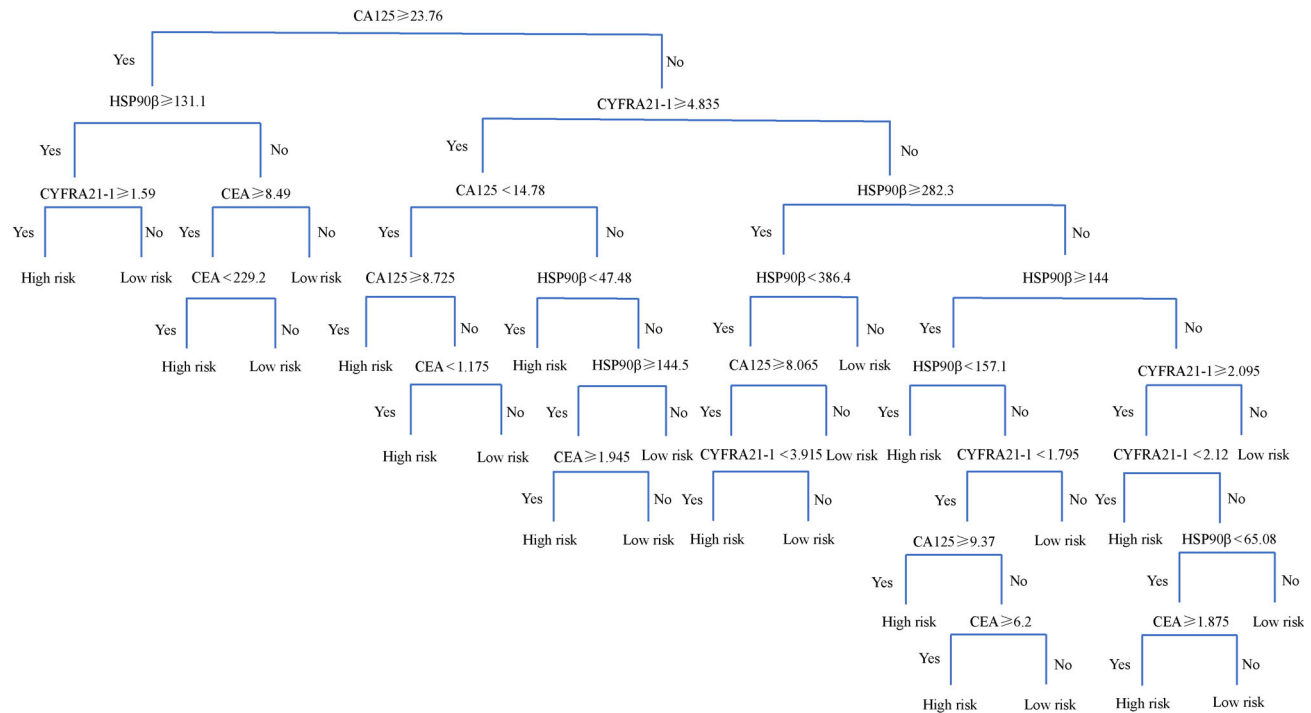 CA125≥23.76
Yes No
HSP90β≥131.1 CYFRA21-1≥4.835
Yes No Yes No
CYFRA21-1≥1.59 CEA≥8.49 CA125<14.78 HSP90β≥282.3
Yes No Yes No Yes No Yes No
High risk Low risk CEA<229.2 Low risk CA125≥8.725 HSP90β<47.48 HSP90β<386.4 HSP90β≥144
Yes No Yes No Yes No Yes No Yes No
High risk Low risk High risk CEA<1.175 High risk HSP90β≥144.5 CA125≥8.065 Low risk HSP90β<157.1 CYFRA21-1≥2.095
Yes No Yes No Yes No Yes No Yes No
High risk Low risk CEA≥1.945 Low risk CYFRA21-1<3.915 Low risk High risk CYFRA21-1<1.795 CYFRA21-1<2.12 Low risk
Yes No Yes No Yes No Yes No
High risk Low risk High risk Low risk CA125≥9.37 Low risk High risk HSP90β<65.08
Yes No Yes No
High risk CEA≥6.2 CEA≥1.875 Low risk
Yes No Yes No
High risk Low risk High risk Low risk